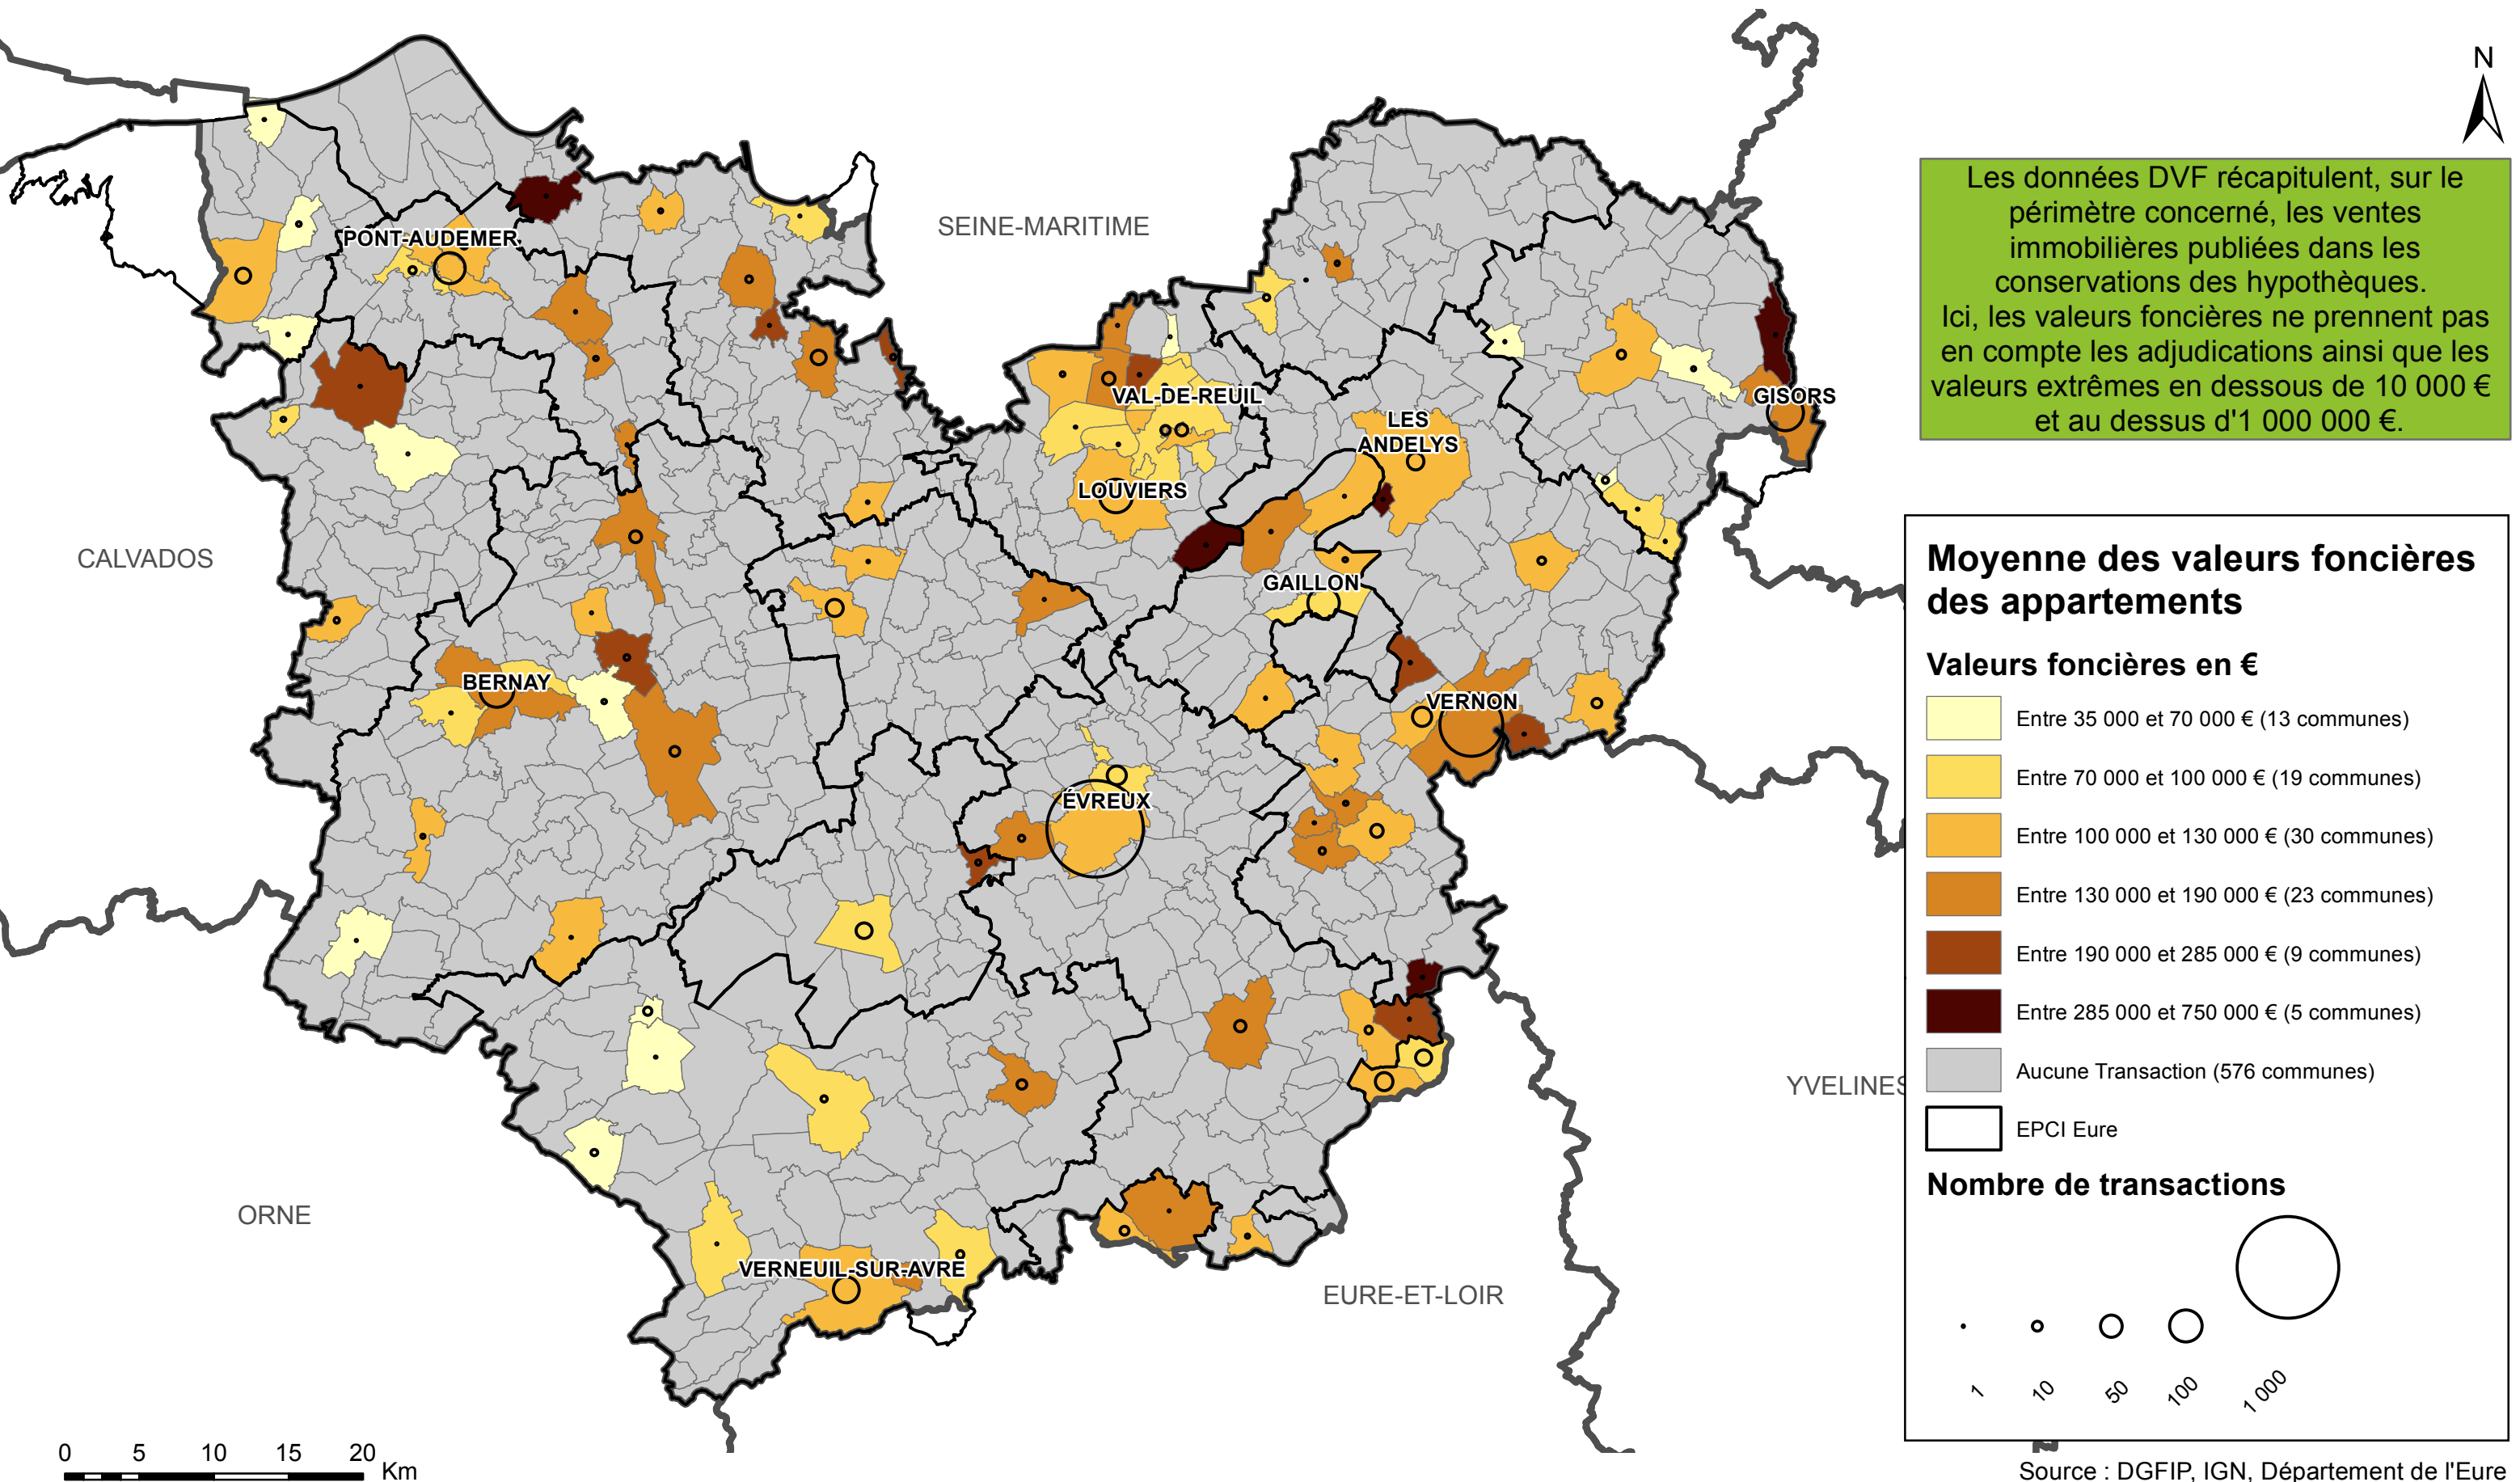 N
Les données DVF récapitulent, sur le
périmètre concerné, les ventes
immobilières publiées dans les
conservations des hypothèques.
Ici, les valeurs foncières ne prennent pas
en compte les adjudications ainsi que les
valeurs extrêmes en dessous de 10 000 €
et au dessus d'1 000 000 €.
SEINE-MARITIME
PONT-AUDEMER
VAL-DE-REUIL
GISORS
LES
ANDELYS
LOUVIERS
CALVADOS
GAILLON
BERNAY
VERNON
ÉVREUX
YVELINES
ORNE
VERNEUIL-SUR-AVRE
EURE-ET-LOIR
Moyenne des valeurs foncières
des appartements
Valeurs foncières en €
Entre 35 000 et 70 000 € (13 communes)
Entre 70 000 et 100 000 € (19 communes)
Entre 100 000 et 130 000 € (30 communes)
Entre 130 000 et 190 000 € (23 communes)
Entre 190 000 et 285 000 € (9 communes)
Entre 285 000 et 750 000 € (5 communes)
Aucune Transaction (576 communes)
EPCI Eure
Nombre de transactions
1 10 50 100 1 000
0 5 10 15 20
Km
Source : DGFIP, IGN, Département de l'Eure